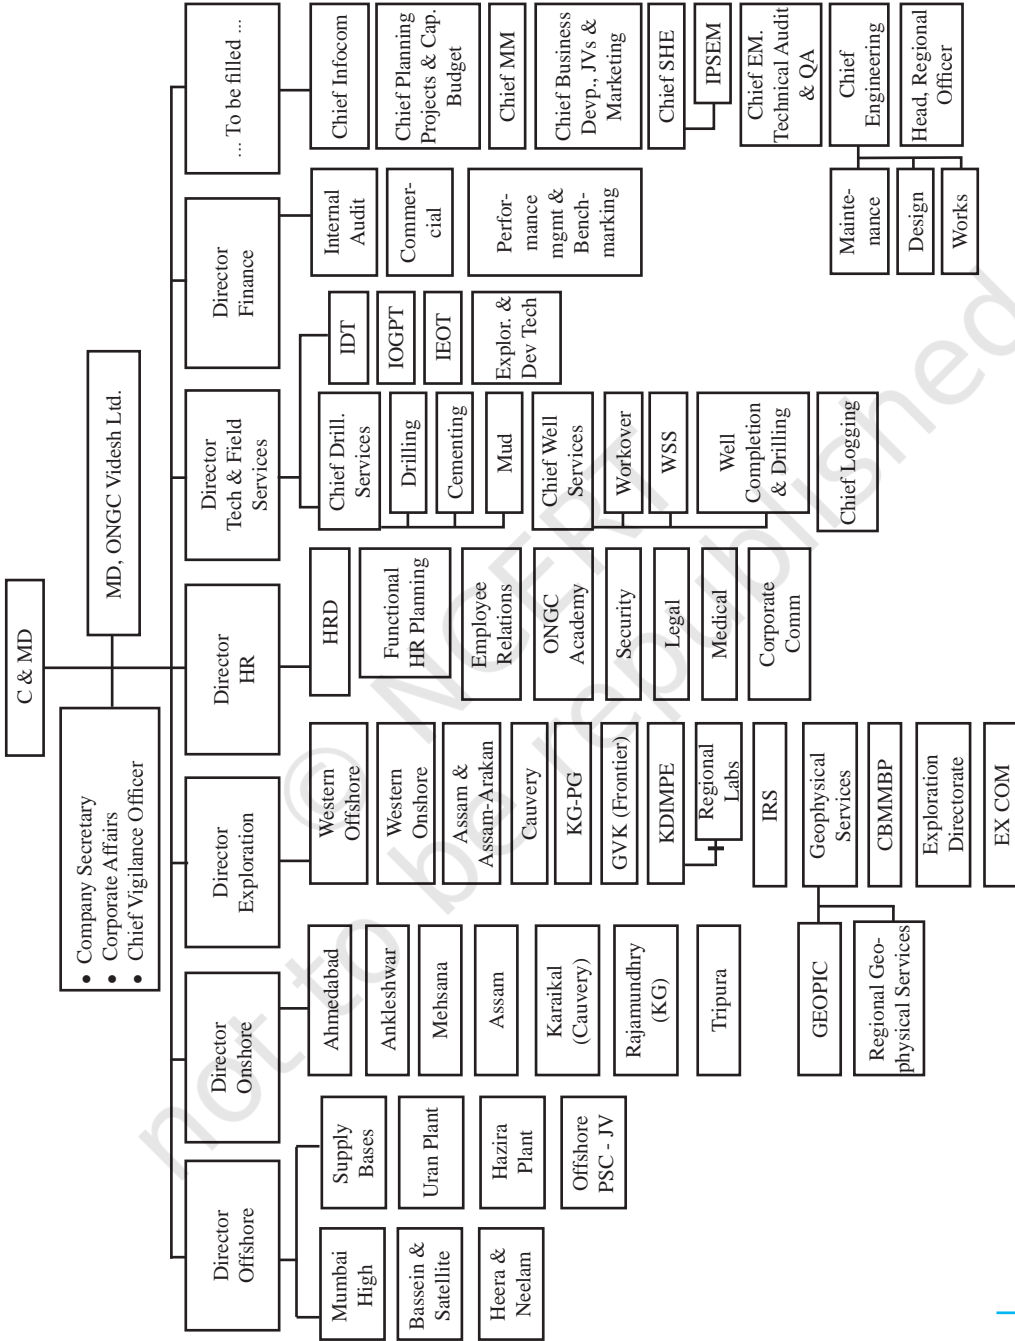 C & MD
• Company Secretary
• Corporate Affairs
• Chief Vigilance Officer
MD, ONGC Videsh Ltd.
Director
Offshore
Mumbai
High
Bassein &
Satellite
Heera &
Neelam
Supply
Bases
Uran Plant
Hazira
Plant
Offshore
PSC - JV
Director
Onshore
Ahmedabad
Ankleshwar
Mehsana
Assam
Karaikal
(Cauvery)
Rajamundhry
(KG)
Tripura
Director
Exploration
Western
Offshore
Western
Onshore
Assam &
Assam-Arakan
Cauvery
KG-PG
GVK (Frontier)
KDIMPE
Regional
Labs
IRS
Geophysical
Services
GEOPIC
Regional Geo-
physical Services
CBMMBP
Exploration
Directorate
EX COM
Director
HR
HRD
Functional
HR Planning
Employee
Relations
ONGC
Academy
Security
Legal
Medical
Corporate
Comm
Director
Tech & Field
Services
Chief Drill.
Services
Drilling
Cementing
Mud
Chief Well
Services
Workover
WSS
Well
Completion
& Drilling
Chief Logging
IDT
IOGPT
IEOT
Explor. &
Dev Tech
Director
Finance
Internal
Audit
Commer-
cial
Perfor-
mance
mgmt &
Bench-
marking
... To be filled ...
Chief Infocom
Chief Planning
Projects & Cap.
Budget
Chief MM
Chief Business
Devp., JVs &
Marketing
Chief SHE
IPSEM
Chief EM.
Technical Audit
& QA
Chief
Engineering
Mainte-
nance
Design
Works
Head, Regional
Officer
© NCERT
not to be republished